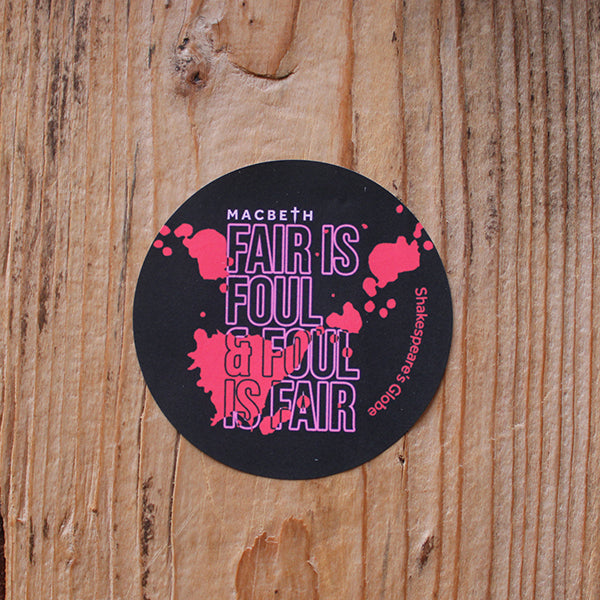 MACBETH
FAIR IS
FOUL
& FOUL
IS FAIR
Shakespeare's Globe